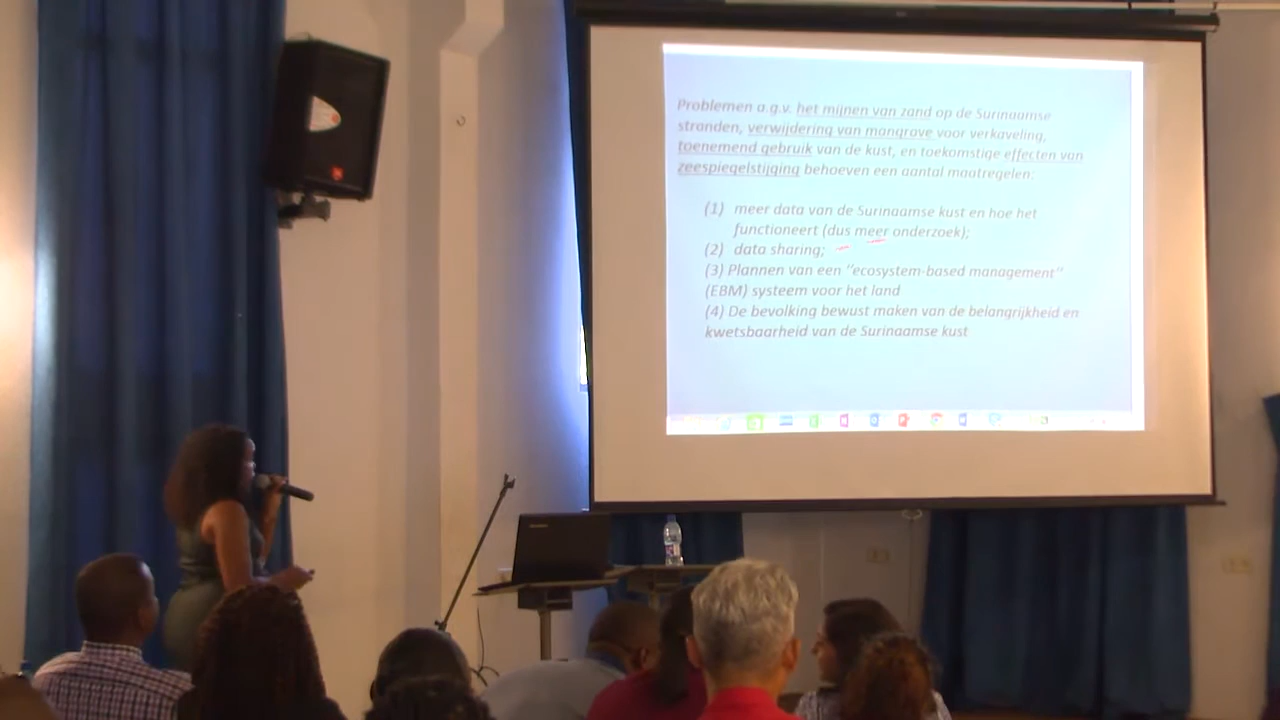 Problemen a.g.v. het mijnen van zand op de Surinaamse
stranden, verwijdering van mangrove voor verkaveling,
toenemend gebruik van de kust, en toekomstige effecten van
zeespiegelstijging behoeven een aantal maatregelen:
(1) meer data van de Surinaamse kust en hoe het
functioneert (dus meer onderzoek);
(2) data sharing;
(3) Plannen van een “ecosystem-based management”
(EBM) systeem voor het land
(4) De bevolking bewust maken van de belangrijkheid en
kwetsbaarheid van de Surinaamse kust